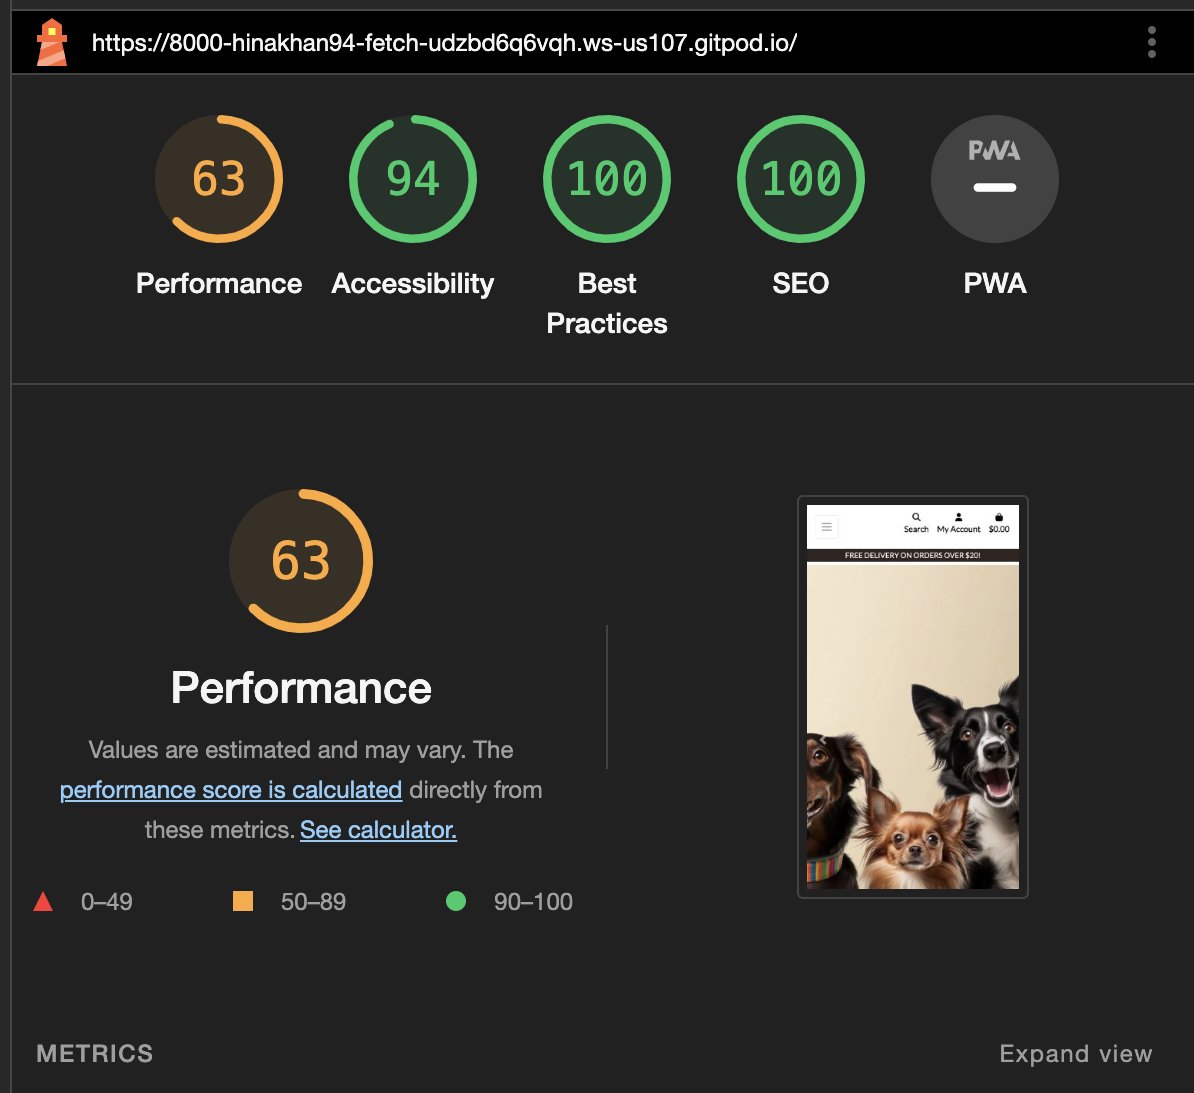 https://8000-hinakhan94-fetch-udzbd6q6vqh.ws-us107.gitpod.io/
63
94
100
100
PWA
Performance
Accessibility
Best
Practices
SEO
PWA
63
Performance
Values are estimated and may vary. The
performance score is calculated directly from
these metrics. See calculator.
0–49
50–89
90–100
Search
My Account
$0.00
FREE DELIVERY ON ORDERS OVER $20!
METRICS
Expand view